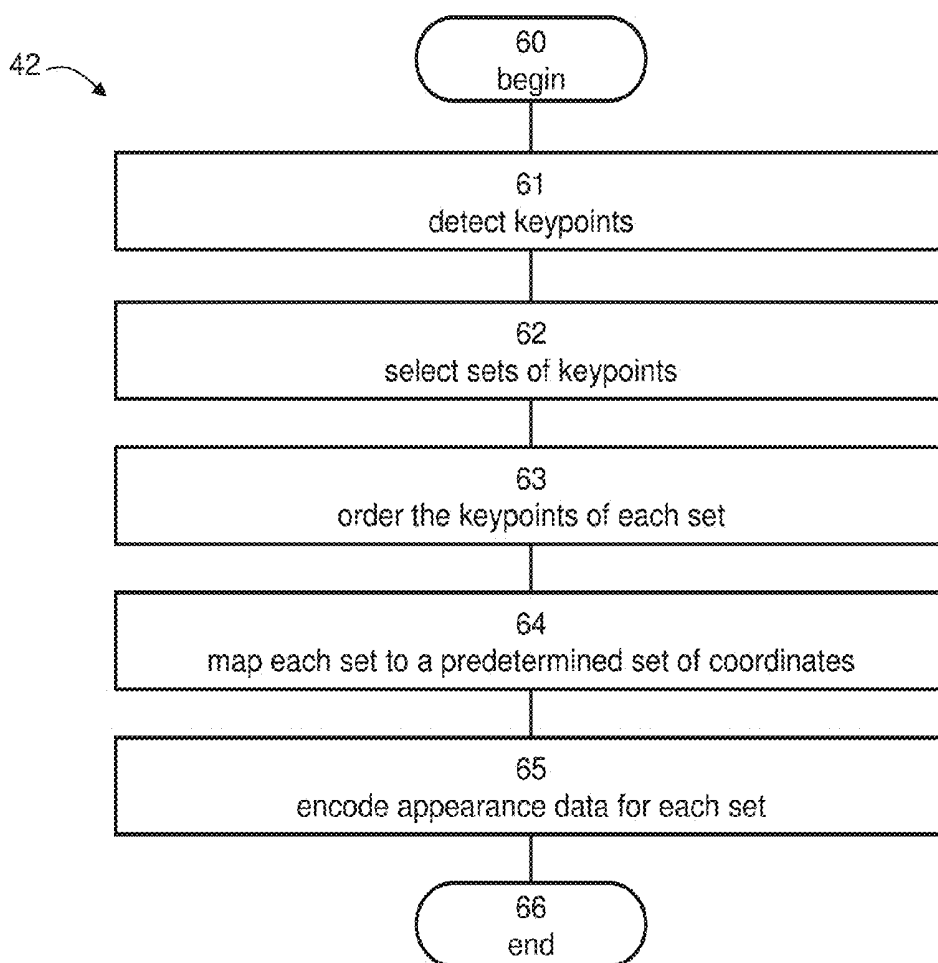 42
60
begin
61
detect keypoints
62
select sets of keypoints
63
order the keypoints of each set
64
map each set to a predetermined set of coordinates
65
encode appearance data for each set
66
end